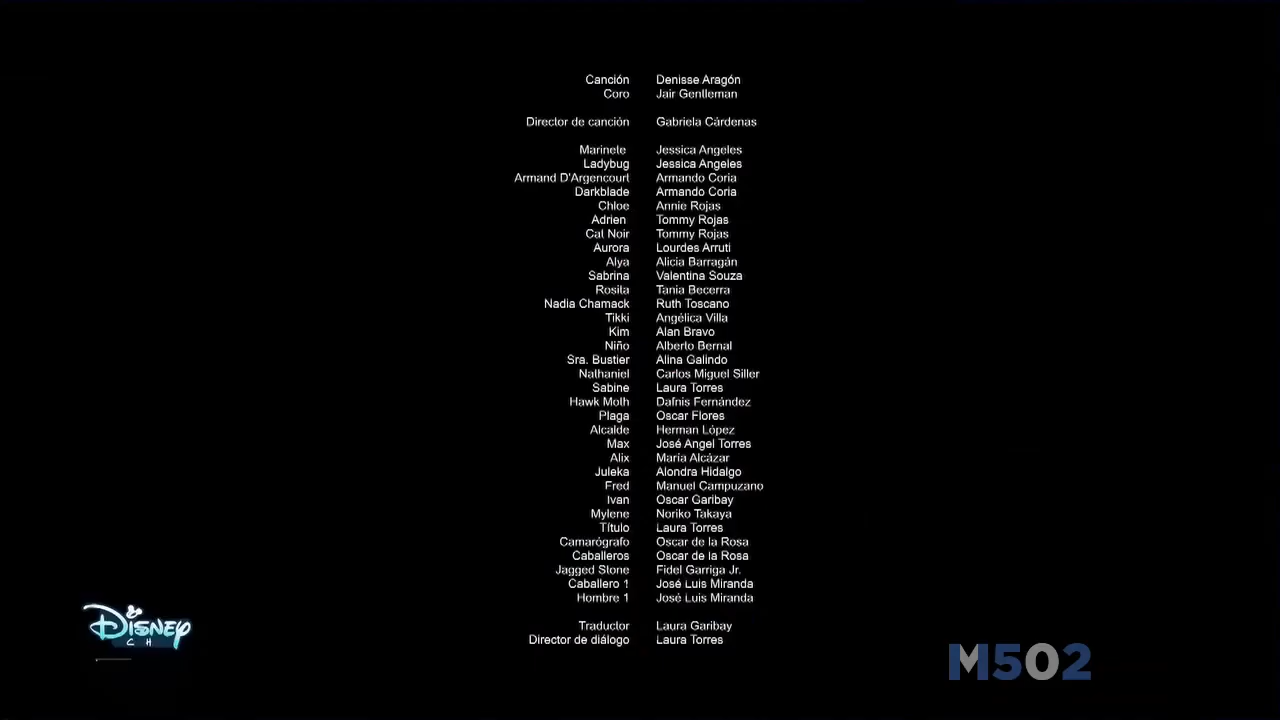 Canción Denisse Aragón
Coro Jair Gentleman
Director de canción Gabriela Cárdenas
Marinete Jessica Angeles
Ladybug Jessica Angeles
Armand D'Argencourt Armando Coria
Darkblade Armando Coria
Chloe Annie Rojas
Adrien Tommy Rojas
Cat Noir Tommy Rojas
Aurora Lourdes Arruti
Alya Alicia Barragán
Sabrina Valentina Souza
Rosita Tania Becerra
Nadia Chamack Ruth Toscano
Tikki Angélica Villa
Kim Alan Bravo
Niño Alberto Bernal
Sra. Bustier Alina Galindo
Nathaniel Carlos Miguel Siller
Sabine Laura Torres
Hawk Moth Dafnis Fernández
Plaga Oscar Flores
Alcalde Herman López
Max José Angel Torres
Alix María Alcázar
Juleka Alondra Hidalgo
Fred Manuel Campuzano
Ivan Oscar Garibay
Mylene Noriko Takaya
Título Laura Torres
Camarógrafo Oscar de la Rosa
Caballeros Oscar de la Rosa
Jagged Stone Fidel Garriga Jr.
Caballero 1 José Luis Miranda
Hombre 1 José Luis Miranda
Traductor Laura Garibay
Director de diálogo Laura Torres
Disney
C H
M502